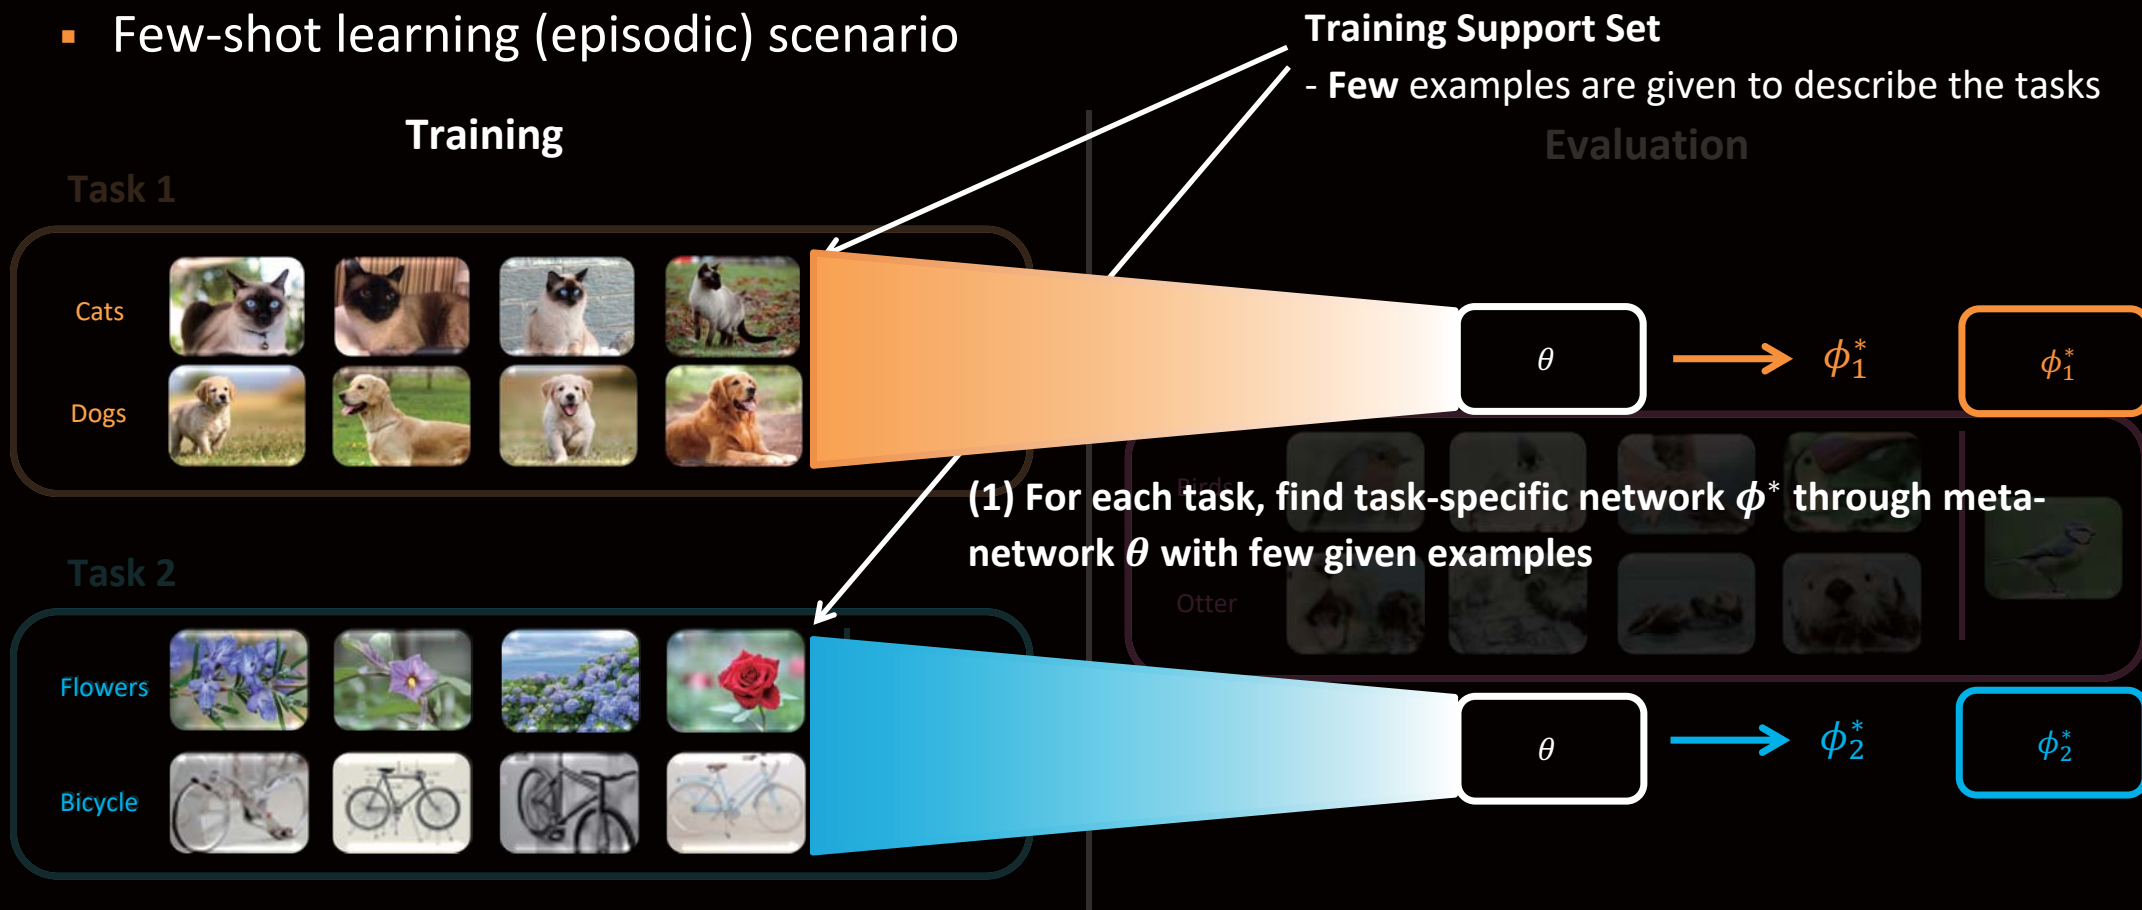 ▪ Few-shot learning (episodic) scenario
Training Support Set
- Few examples are given to describe the tasks
Training
Evaluation
Task 1
Cats
Dogs
θ
ϕ₁*
ϕ₁*
Birds
(1) For each task, find task-specific network ϕ* through meta-
network θ with few given examples
Otter
Task 2
Flowers
Bicycle
θ
ϕ₂*
ϕ₂*